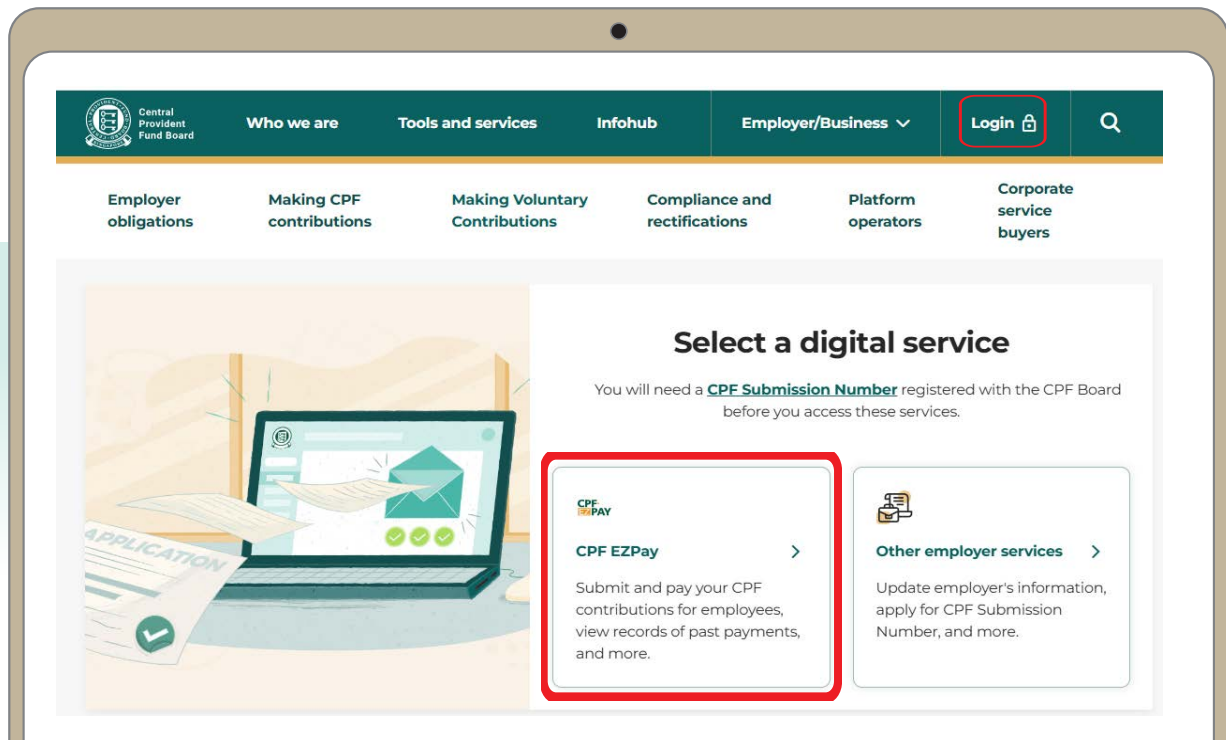 Central
Provident
Fund Board
Who we are
Tools and services
Infohub
Employer/Business
Login
Employer
obligations
Making CPF
contributions
Making Voluntary
Contributions
Compliance and
rectifications
Platform
operators
Corporate
service
buyers
APPLICATION
Select a digital service
You will need a CPF Submission Number registered with the CPF Board
before you access these services.
CPF
EZPAY
CPF EZPay
Submit and pay your CPF
contributions for employees,
view records of past payments,
and more.
Other employer services
Update employer's information,
apply for CPF Submission
Number, and more.